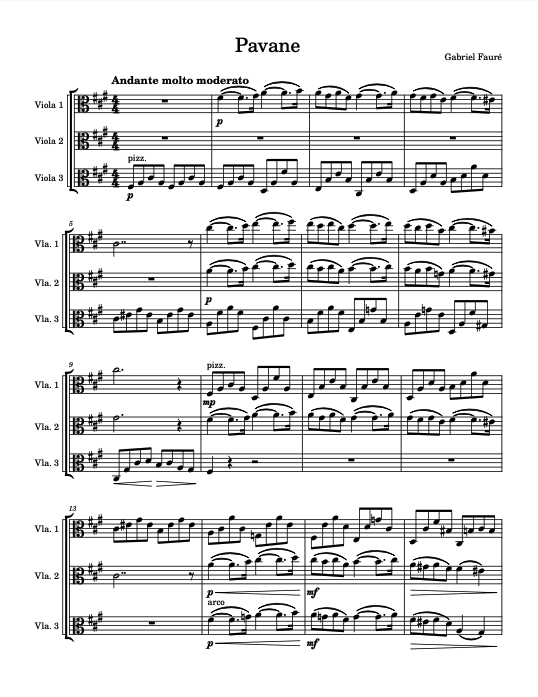 Pavane
Gabriel Fauré
Andante molto moderato
Viola 1
p
Viola 2
pizz.
Viola 3
p
5
Vla. 1
Vla. 2
p
Vla. 3
9
pizz.
Vla. 1
mp
Vla. 2
Vla. 3
13
Vla. 1
Vla. 2
p mf
arco
Vla. 3
p mf